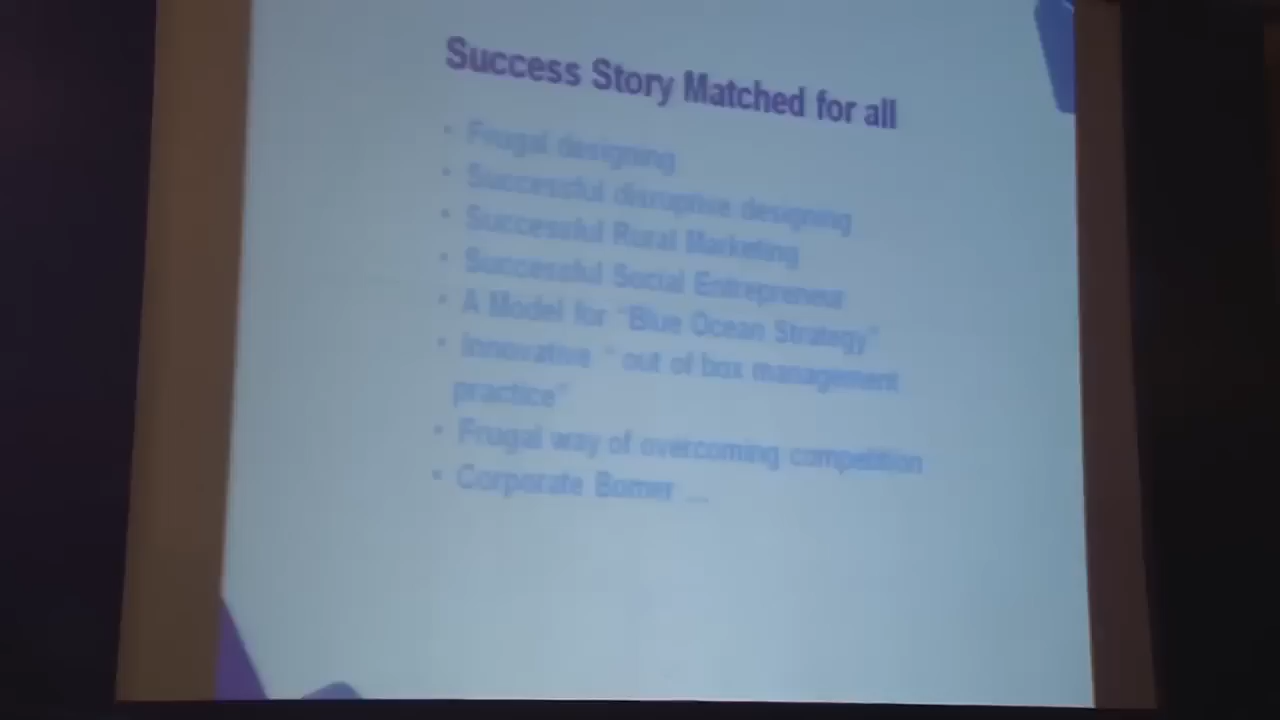 Success Story Matched for all
• Frugal designing
• Successful disruptive designing
• Successful Rural Marketing
• Successful Social Entrepreneur
• A Model for "Blue Ocean Strategy"
• Innovative " out of box management
practice"
• Frugal way of overcoming competition
• Corporate ...